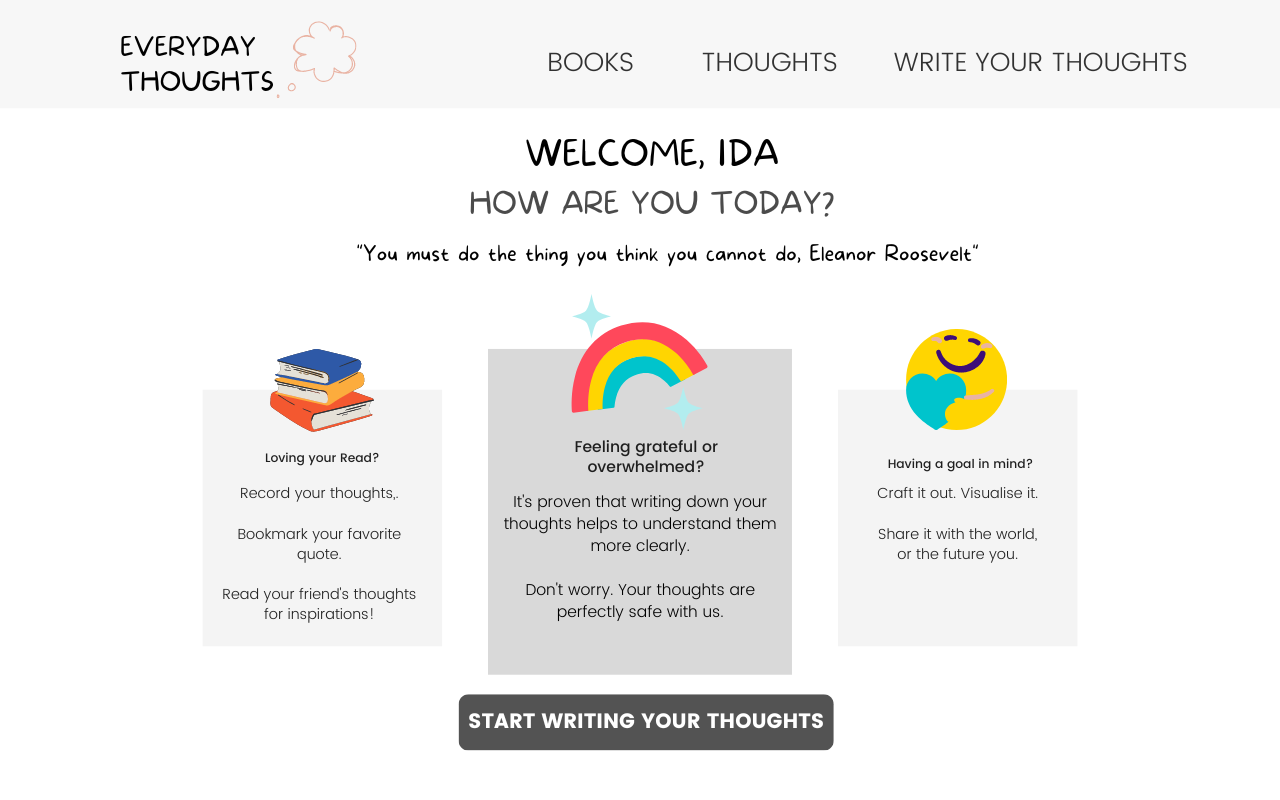 EVERYDAY
THOUGHTS
BOOKS
THOUGHTS
WRITE YOUR THOUGHTS
WELCOME, IDA
HOW ARE YOU TODAY?
"You must do the thing you think you cannot do, Eleanor Roosevelt"
Loving your Read?
Record your thoughts,.
Bookmark your favorite
quote.
Read your friend's thoughts
for inspirations!
Feeling grateful or
overwhelmed?
It's proven that writing down your
thoughts helps to understand them
more clearly.
Don't worry. Your thoughts are
perfectly safe with us.
Having a goal in mind?
Craft it out. Visualise it.
Share it with the world,
or the future you.
START WRITING YOUR THOUGHTS